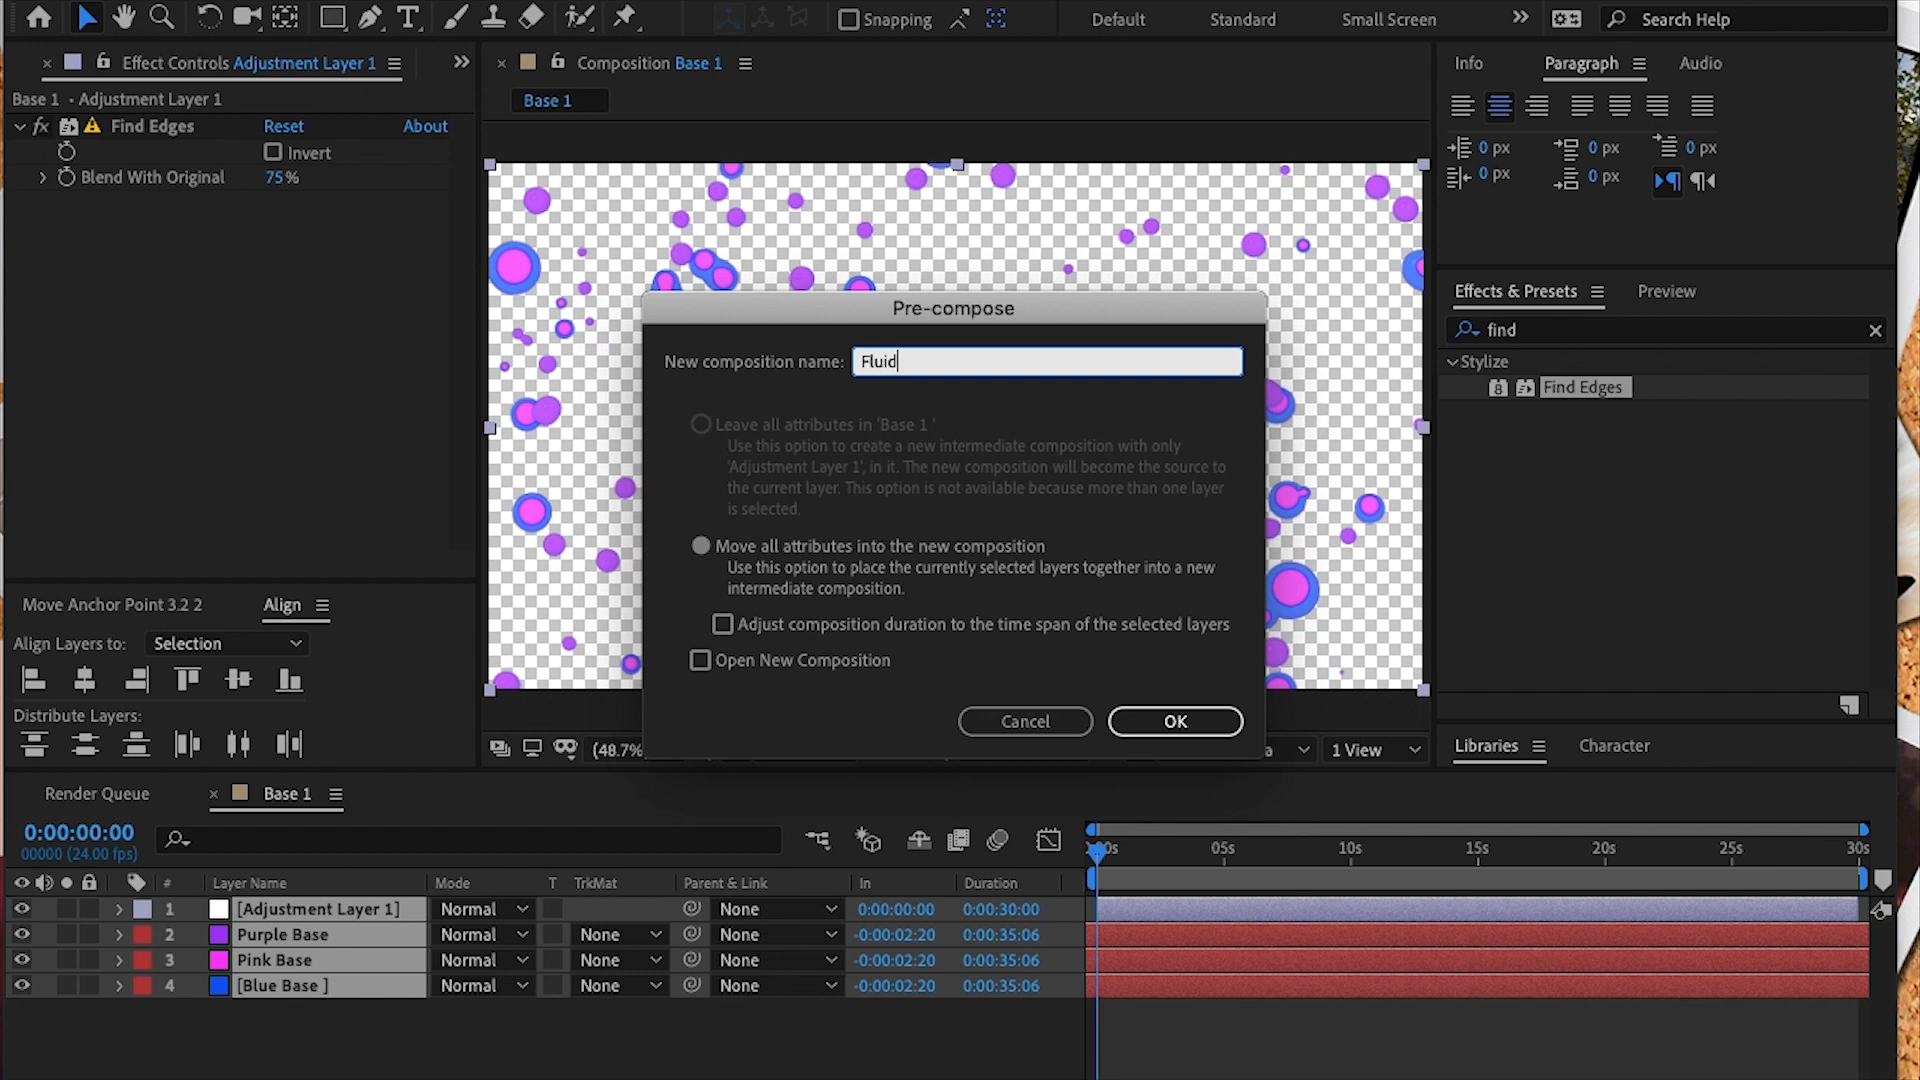 Snapping
Default
Standard
Small Screen
Search Help
Effect Controls Adjustment Layer 1
Composition Base 1
Info
Paragraph
Audio
Base 1 • Adjustment Layer 1
Base 1
fx Find Edges
Reset
About
Invert
Blend With Original
75%
0 px
0 px
0 px
0 px
0 px
Effects & Presets
Preview
find
Stylize
Find Edges
Pre-compose
New composition name: Fluid
Leave all attributes in 'Base 1 '
Use this option to create a new intermediate composition with only
'Adjustment Layer 1', in it. The new composition will become the source to
the current layer. This option is not available because more than one layer
is selected.
Move all attributes into the new composition
Use this option to place the currently selected layers together into a new
intermediate composition.
Adjust composition duration to the time span of the selected layers
Open New Composition
Cancel
OK
Move Anchor Point 3.2 2
Align
Align Layers to:
Selection
Distribute Layers:
(48.7%
a
1 View
Libraries
Character
Render Queue
Base 1
0:00:00:00
00000 (24.00 fps)
05s
10s
15s
20s
25s
30s
#
Layer Name
Mode
T
TrkMat
Parent & Link
In
Duration
1 [Adjustment Layer 1] Normal None 0:00:00:00 0:00:30:00
2 Purple Base Normal None None -0:00:02:20 0:00:35:06
3 Pink Base Normal None None -0:00:02:20 0:00:35:06
4 [Blue Base ] Normal None None -0:00:02:20 0:00:35:06